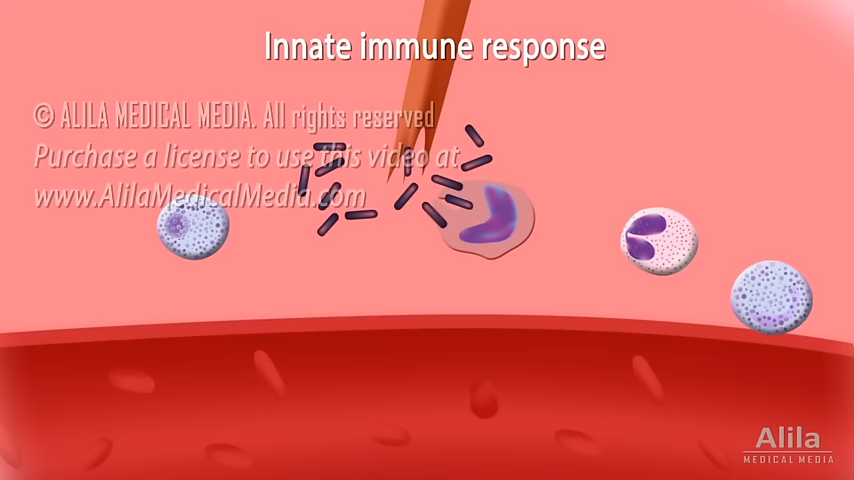 Innate immune response
© ALILA MEDICAL MEDIA. All rights reserved
Purchase a license to use this video at
www.AlilaMedicalMedia.com
Alila
MEDICAL MEDIA